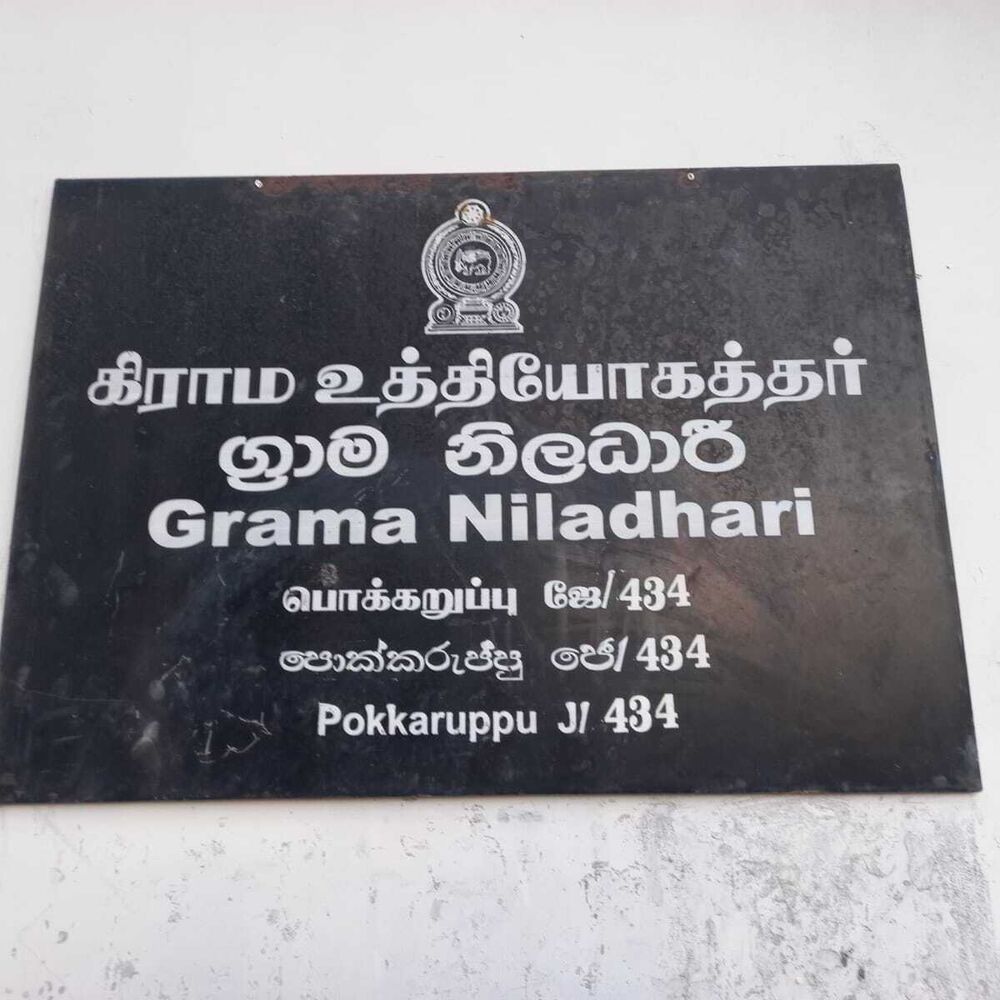 கிராம உத்தியோகத்தர்
ග්‍රාම නිලධාරී
Grama Niladhari
பொக்கறுப்பு ஜே/434
පොක්කරුප්පු ජේ/434
Pokkaruppu J/ 434